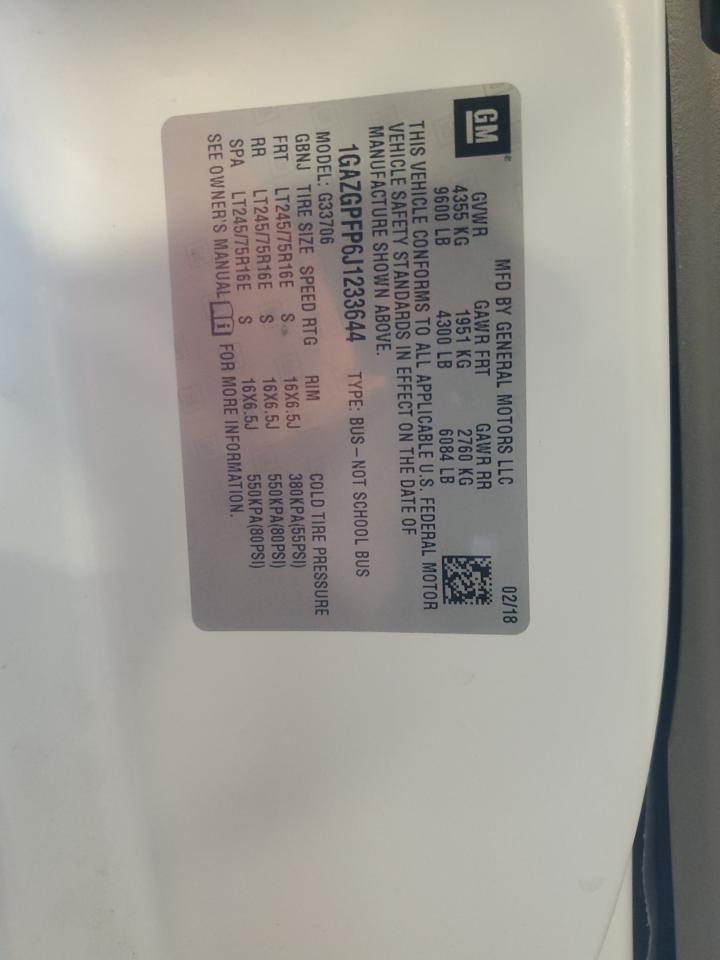 GM®
MFD BY GENERAL MOTORS LLC 02/18
GVWR GAWR FRT GAWR RR
4355 KG 1951 KG 2760 KG
9600 LB 4300 LB 6084 LB
THIS VEHICLE CONFORMS TO ALL APPLICABLE U.S. FEDERAL MOTOR
VEHICLE SAFETY STANDARDS IN EFFECT ON THE DATE OF
MANUFACTURE SHOWN ABOVE.
1GAZGPFP6J1233644 TYPE: BUS – NOT SCHOOL BUS
MODEL: G33706
GBNJ TIRE SIZE SPEED RTG RIM COLD TIRE PRESSURE
FRT LT245/75R16E S 16X6.5J 380KPA(55PSI)
RR LT245/75R16E S 16X6.5J 550KPA(80PSI)
SPA LT245/75R16E S 16X6.5J 550KPA(80PSI)
SEE OWNER'S MANUAL i FOR MORE INFORMATION.